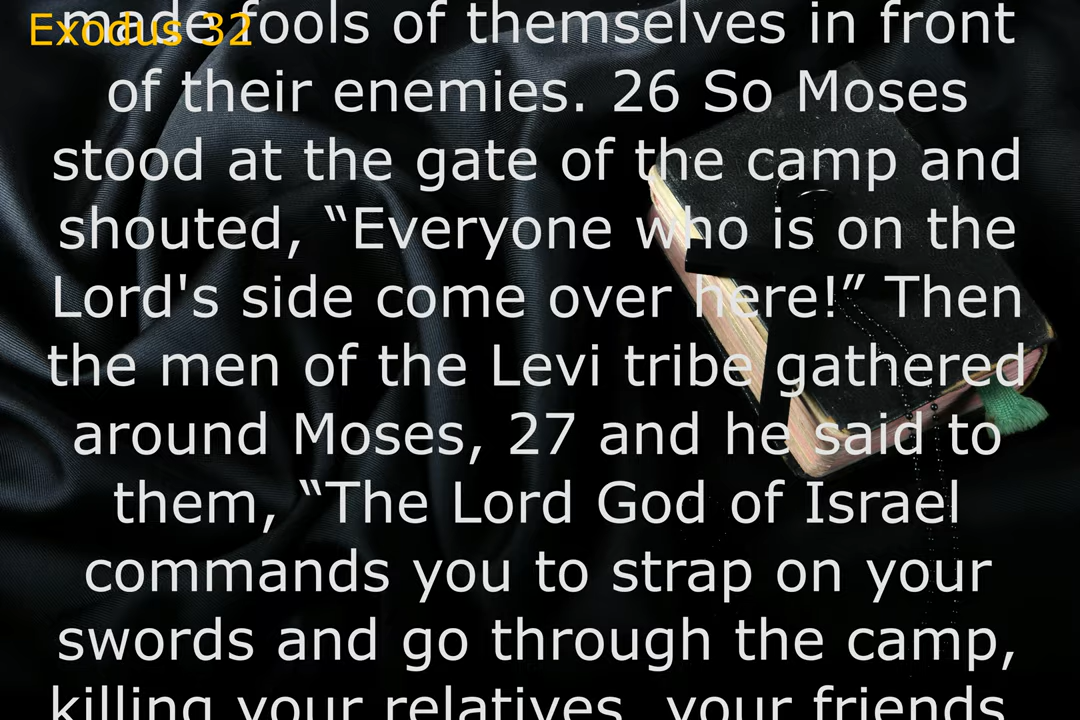 Exodus 32
made fools of themselves in front
of their enemies. 26 So Moses
stood at the gate of the camp and
shouted, “Everyone who is on the
Lord's side come over here!” Then
the men of the Levi tribe gathered
around Moses, 27 and he said to
them, “The Lord God of Israel
commands you to strap on your
swords and go through the camp,
killing your relatives, your friends,